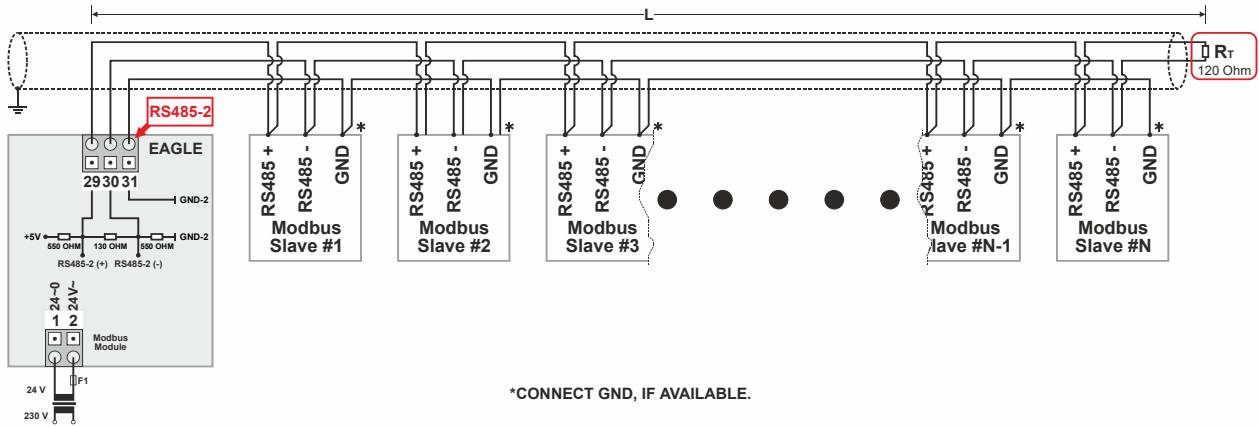 L
RT
120 Ohm
RS485-2
EAGLE
29 30 31
GND-2
+5V
GND-2
550 OHM 130 OHM 550 OHM
RS485-2 (+) RS485-2 (-)
24~0 24V~
1 2
Modbus
Module
F1
24 V
230 V
*
RS485 + RS485 - GND
Modbus
Slave #1
*
RS485 + RS485 - GND
Modbus
Slave #2
*
RS485 + RS485 - GND
Modbus
Slave #3
*
RS485 + RS485 - GND
Modbus
lave #N-1
*
RS485 + RS485 - GND
Modbus
Slave #N
*CONNECT GND, IF AVAILABLE.